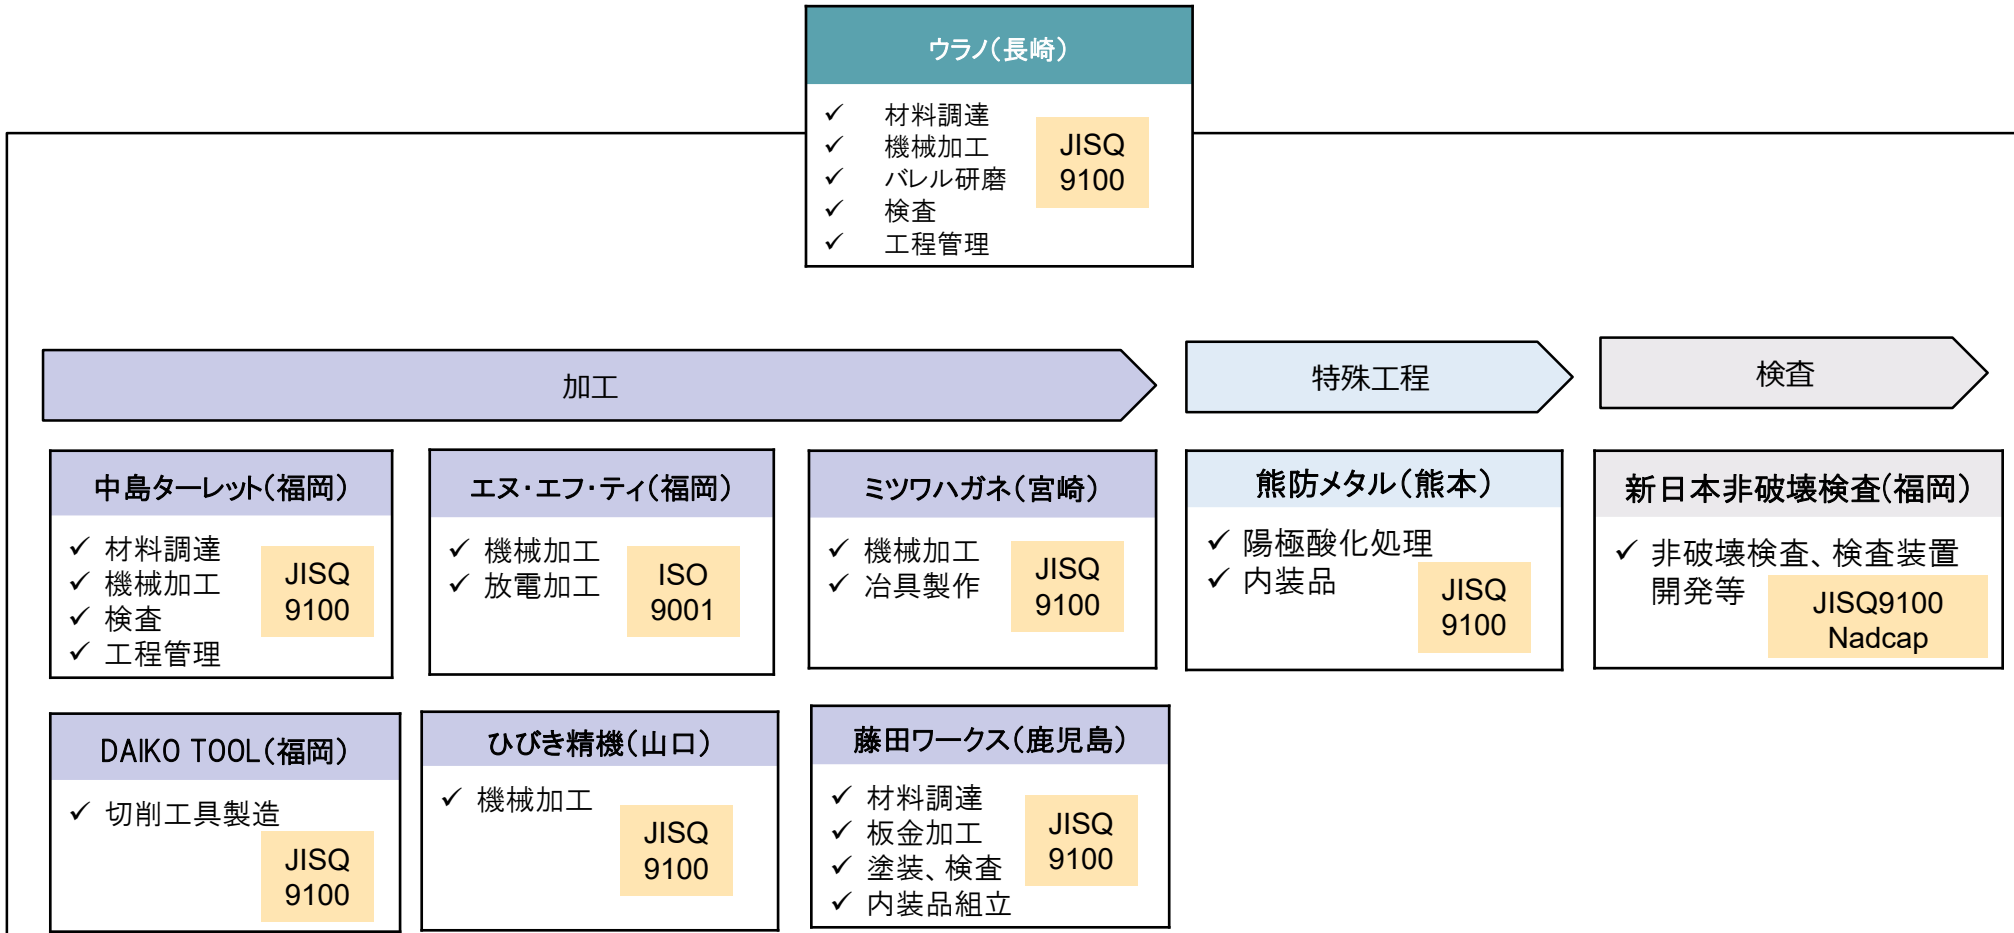 ウラノ(長崎)
✓ 材料調達
✓ 機械加工
✓ バレル研磨
✓ 検査
✓ 工程管理
JISQ
9100
加工
特殊工程
検査
中島ターレット(福岡)
✓ 材料調達
✓ 機械加工
✓ 検査
✓ 工程管理
JISQ
9100
エヌ・エフ・ティ(福岡)
✓ 機械加工
✓ 放電加工
ISO
9001
ミツワハガネ(宮崎)
✓ 機械加工
✓ 冶具製作
JISQ
9100
熊防メタル(熊本)
✓ 陽極酸化処理
✓ 内装品
JISQ
9100
新日本非破壊検査(福岡)
✓ 非破壊検査、検査装置
開発等
JISQ9100
Nadcap
DAIKO TOOL(福岡)
✓ 切削工具製造
JISQ
9100
ひびき精機(山口)
✓ 機械加工
JISQ
9100
藤田ワークス(鹿児島)
✓ 材料調達
✓ 板金加工
✓ 塗装、検査
✓ 内装品組立
JISQ
9100